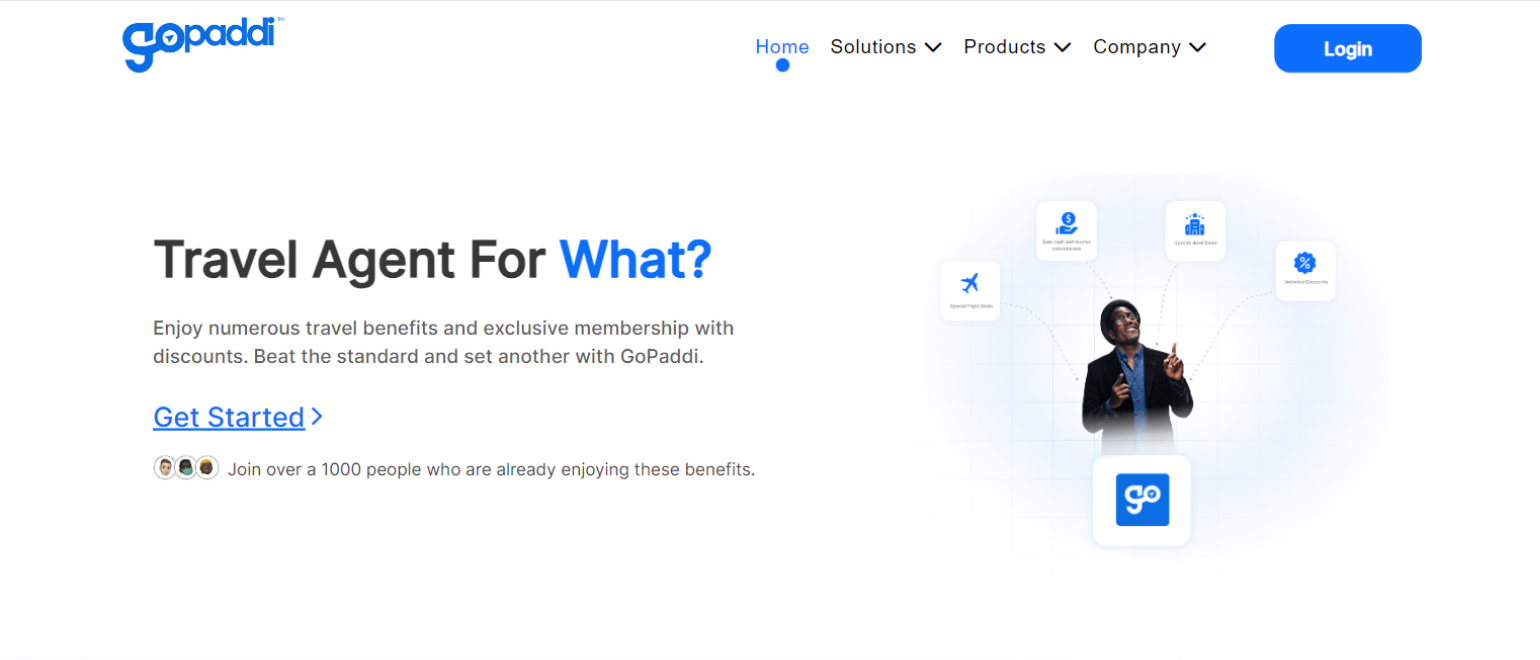 gopaddi
TM
Home
Solutions
Products
Company
Login
Travel Agent For What?
Enjoy numerous travel benefits and exclusive membership with
discounts. Beat the standard and set another with GoPaddi.
Get Started
Join over a 1000 people who are already enjoying these benefits.
Earn cash and receive
commissions
Special Hotel Deals
Special Flight Deals
Unlimited Discounts
$
%
go